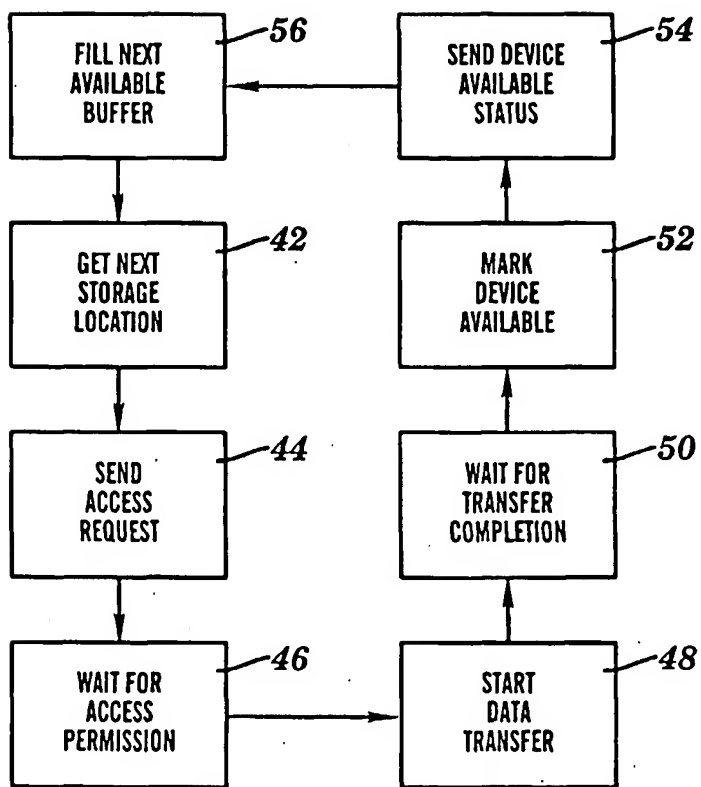 56
FILL NEXT
AVAILABLE
BUFFER
54
SEND DEVICE
AVAILABLE
STATUS
42
GET NEXT
STORAGE
LOCATION
52
MARK
DEVICE
AVAILABLE
44
SEND
ACCESS
REQUEST
50
WAIT FOR
TRANSFER
COMPLETION
46
WAIT FOR
ACCESS
PERMISSION
48
START
DATA
TRANSFER